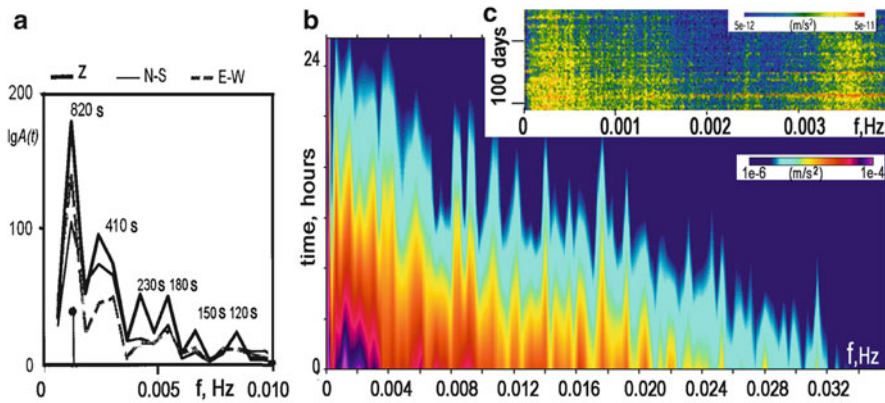 a
Z N-S E-W
200
lgA(t)
100
0
820 s
410 s
230 s 180 s
150 s 120 s
0 0.005 0.010
f, Hz
b
24
time, hours
0
0 0.004 0.008 0.012 0.016 0.020 0.024 0.028 0.032
f,Hz
1e-6 (m/s²) 1e-4
c
5e-12 (m/s²) 5e-11
100 days
0 0.001 0.002 0.003 f,Hz